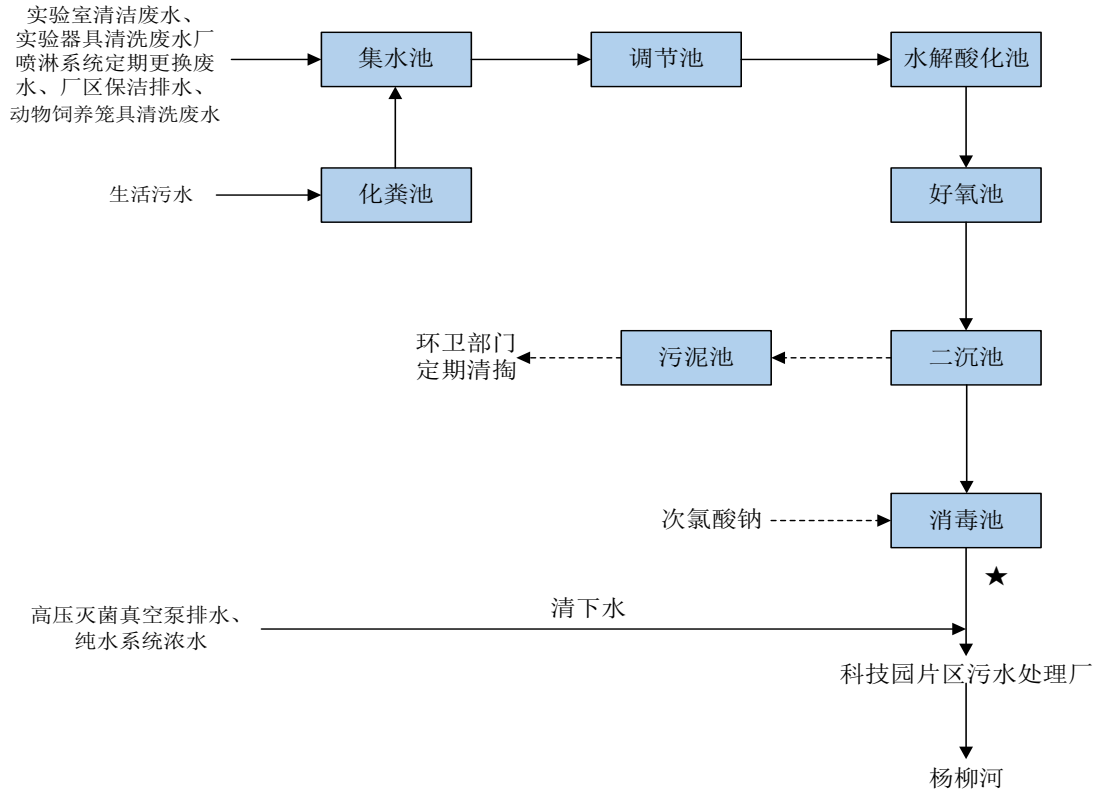 实验室清洁废水、
实验器具清洗废水厂
喷淋系统定期更换废
水、厂区保洁排水、
动物饲养笼具清洗废水
集水池
调节池
水解酸化池
生活污水
化粪池
好氧池
环卫部门
定期清掏
污泥池
二沉池
次氯酸钠
消毒池
★
高压灭菌真空泵排水、
纯水系统浓水
清下水
科技园片区污水处理厂
杨柳河